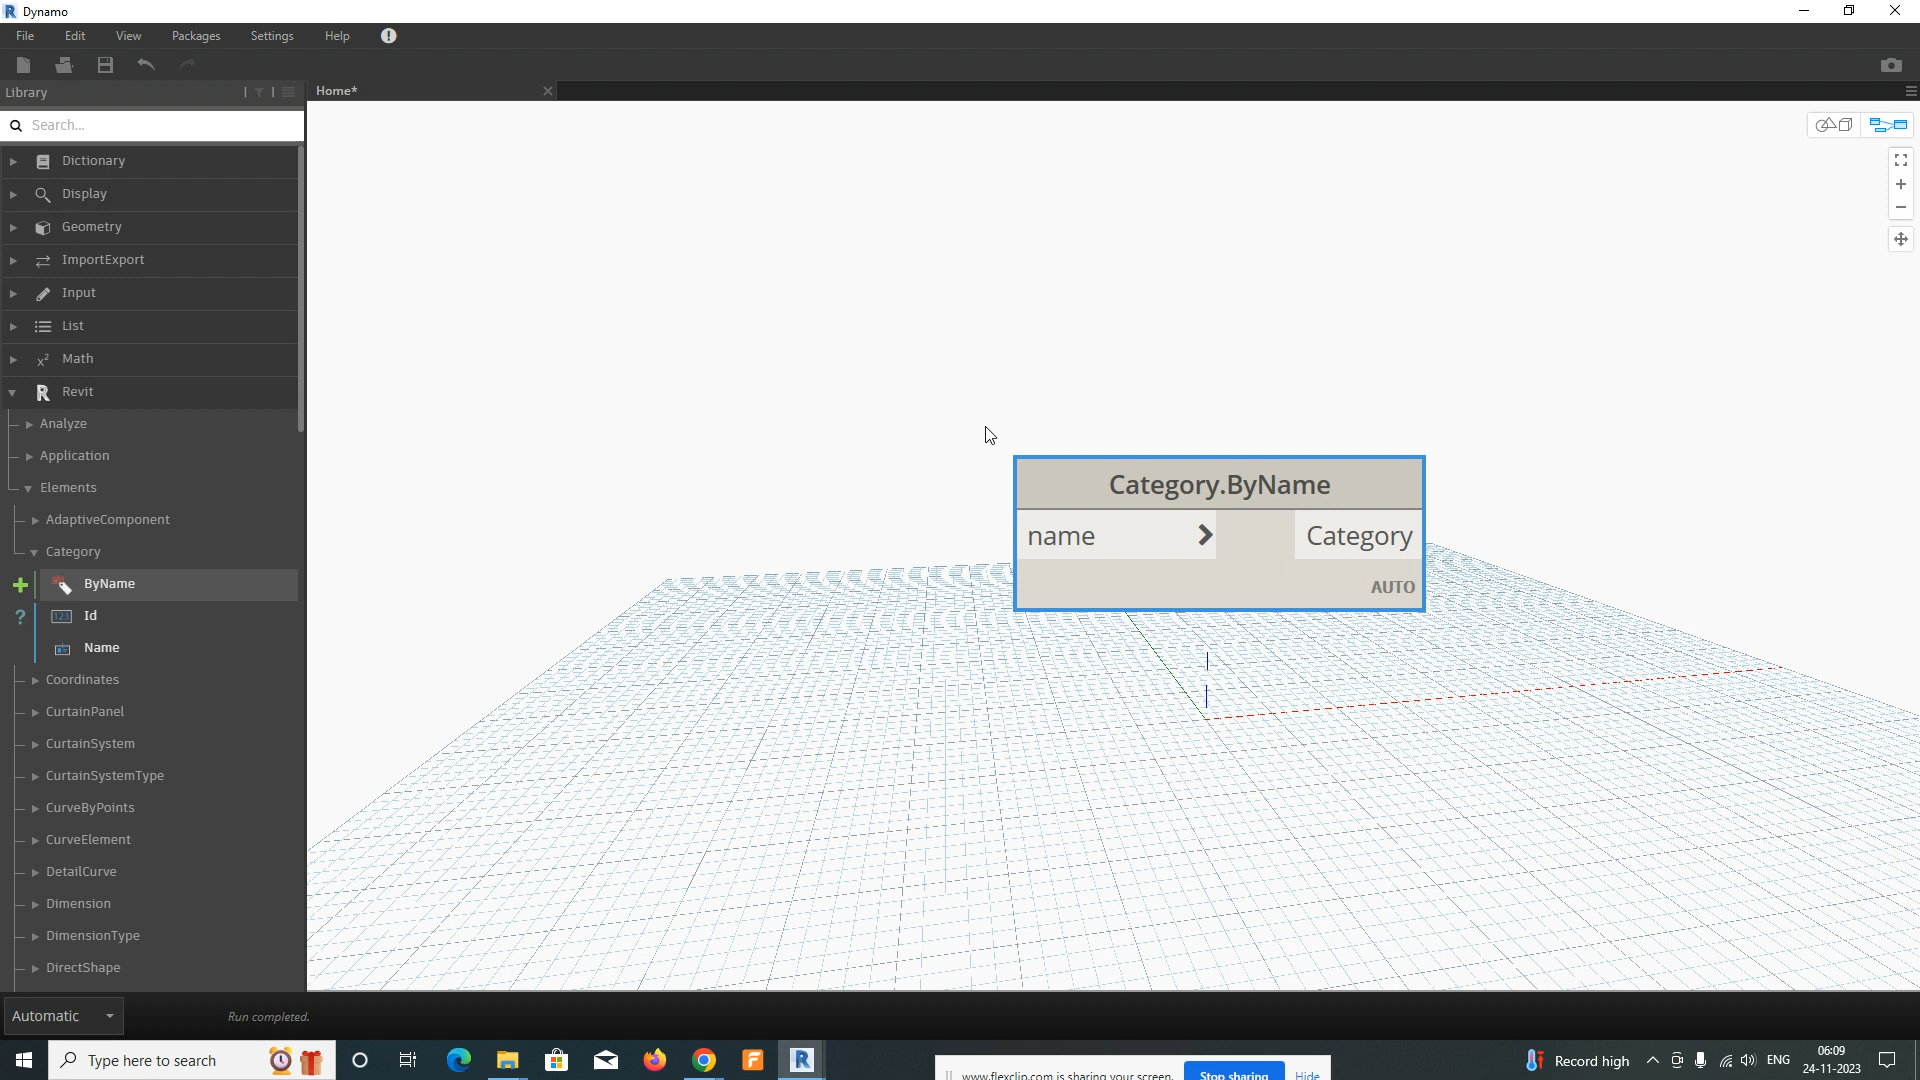 Dynamo
File Edit View Packages Settings Help
Library
Home*
Search...
Dictionary
Display
Geometry
ImportExport
Input
List
Math
Revit
Analyze
Application
Elements
AdaptiveComponent
Category
ByName
Id
Name
Coordinates
CurtainPanel
CurtainSystem
CurtainSystemType
CurveByPoints
CurveElement
DetailCurve
Dimension
DimensionType
DirectShape
Category.ByName
name Category
AUTO
Automatic Run completed.
Type here to search
www.flexclip.com is sharing your screen. Stop sharing Hide
Record high ENG
06:09
24-11-2023